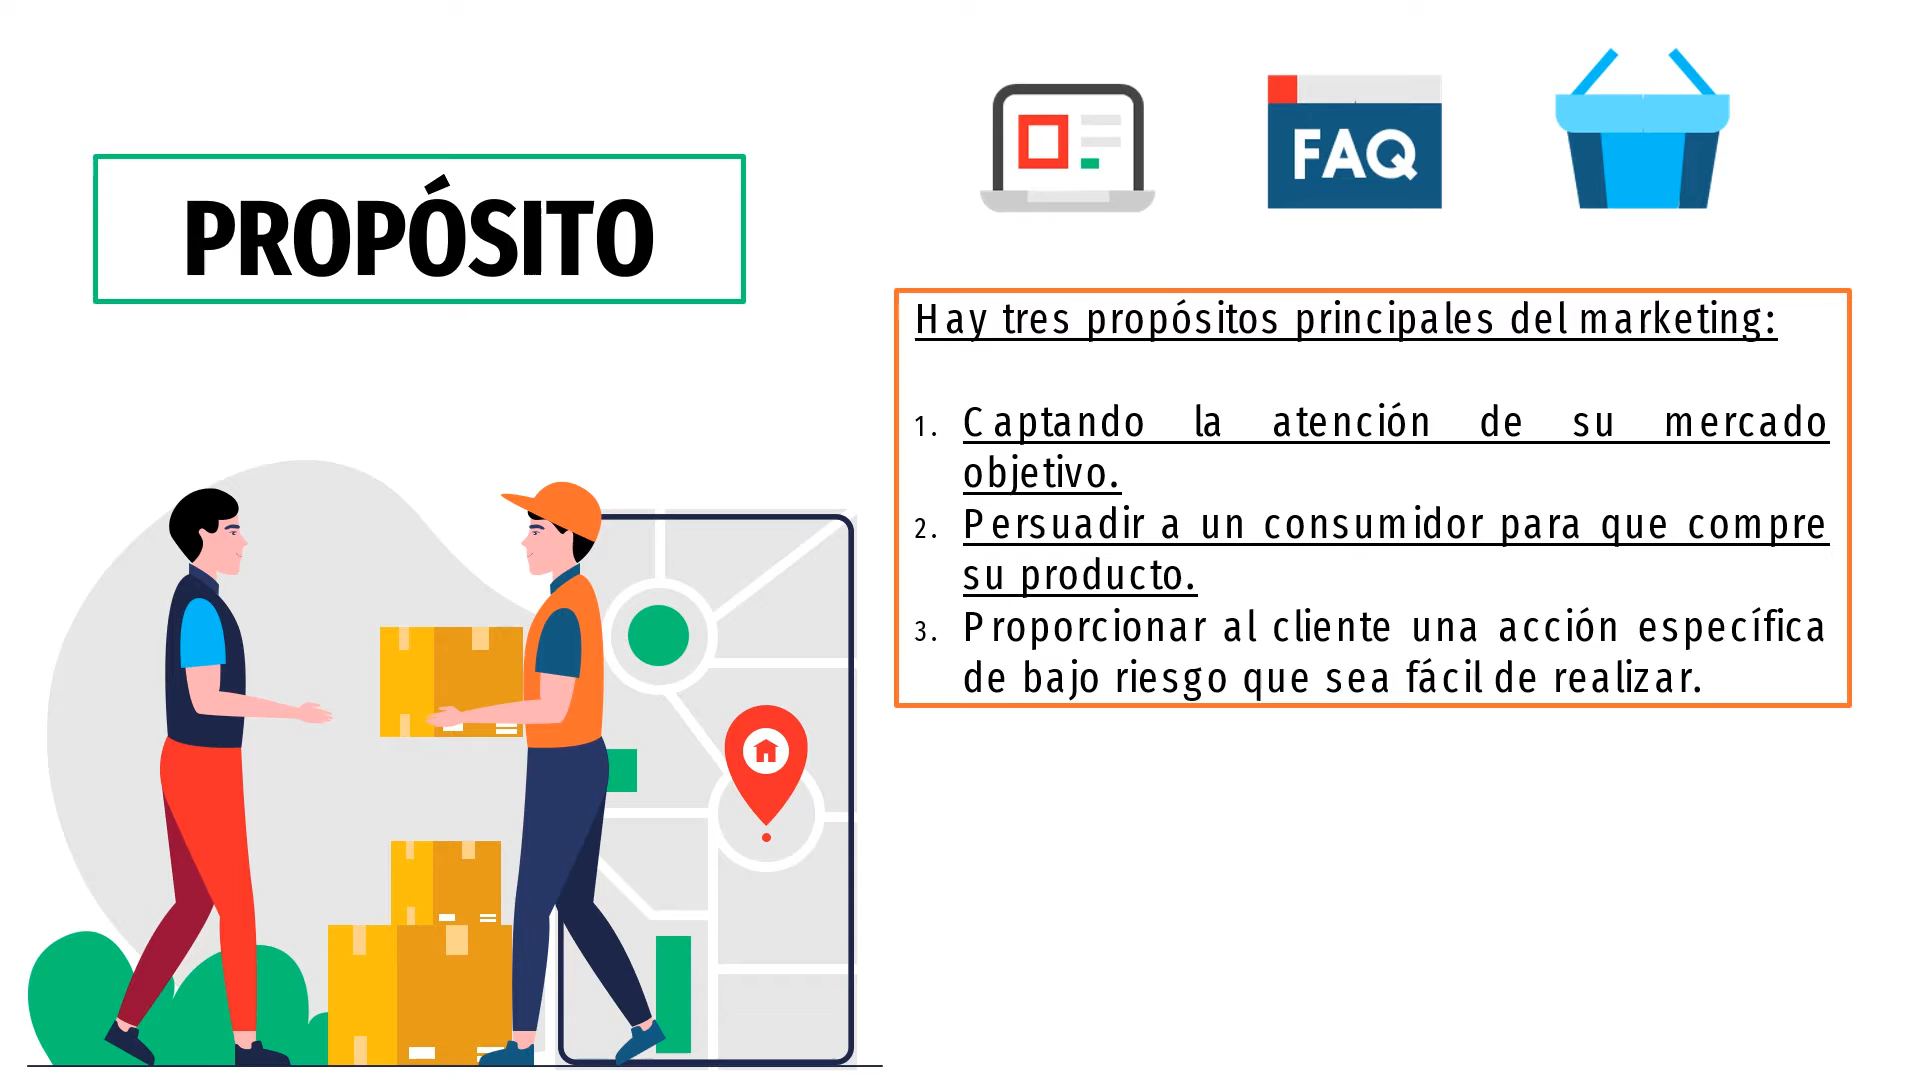 PROPÓSITO
FAQ
Hay tres propósitos principales del marketing:
1. Captando la atención de su mercado
objetivo.
2. Persuadir a un consumidor para que compre
su producto.
3. Proporcionar al cliente una acción específica
de bajo riesgo que sea fácil de realizar.